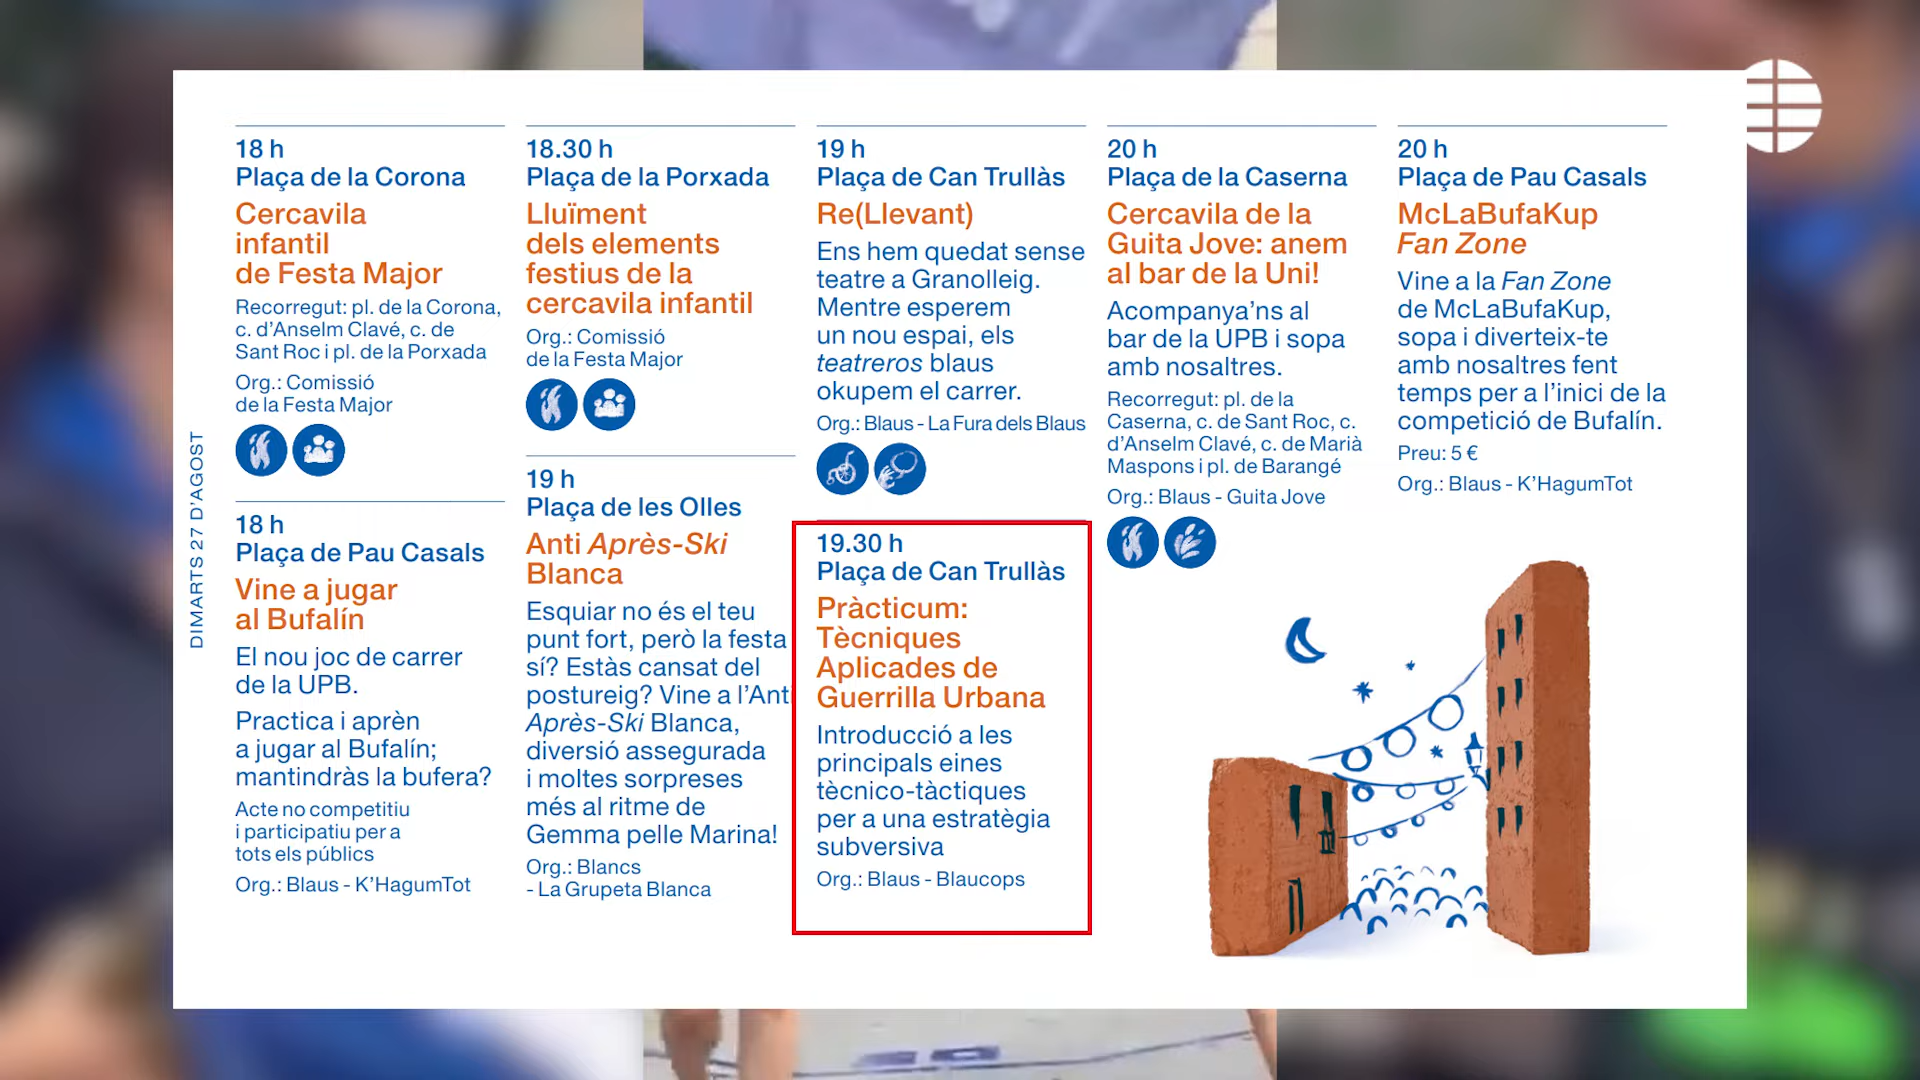 DIMARTS 27 D'AGOST
18 h
Plaça de la Corona
Cercavila
infantil
de Festa Major
Recorregut: pl. de la Corona,
c. d'Anselm Clavé, c. de
Sant Roc i pl. de la Porxada
Org.: Comissió
de la Festa Major
18 h
Plaça de Pau Casals
Vine a jugar
al Bufalín
El nou joc de carrer
de la UPB.
Practica i aprèn
a jugar al Bufalín;
mantindràs la bufera?
Acte no competitiu
i participatiu per a
tots els públics
Org.: Blaus - K'HagumTot
18.30 h
Plaça de la Porxada
Lluïment
dels elements
festius de la
cercavila infantil
Org.: Comissió
de la Festa Major
19 h
Plaça de les Olles
Anti Après-Ski
Blanca
Esquiar no és el teu
punt fort, però la festa
sí? Estàs cansat del
postureig? Vine a l'Anti
Après-Ski Blanca,
diversió assegurada
i moltes sorpreses
més al ritme de
Gemma pelle Marina!
Org.: Blancs
- La Grupeta Blanca
19 h
Plaça de Can Trullàs
Re(Llevant)
Ens hem quedat sense
teatre a Granolleig.
Mentre esperem
un nou espai, els
teatreros blaus
okupem el carrer.
Org.: Blaus - La Fura dels Blaus
19.30 h
Plaça de Can Trullàs
Pràcticum:
Tècniques
Aplicades de
Guerrilla Urbana
Introducció a les
principals eines
tècnico-tàctiques
per a una estratègia
subversiva
Org.: Blaus - Blaucops
20 h
Plaça de la Caserna
Cercavila de la
Guita Jove: anem
al bar de la Uni!
Acompanya'ns al
bar de la UPB i sopa
amb nosaltres.
Recorregut: pl. de la
Caserna, c. de Sant Roc, c.
d'Anselm Clavé, c. de Marià
Maspons i pl. de Barangé
Org.: Blaus - Guita Jove
20 h
Plaça de Pau Casals
McLaBufaKup
Fan Zone
Vine a la Fan Zone
de McLaBufaKup,
sopa i diverteix-te
amb nosaltres fent
temps per a l'inici de la
competició de Bufalín.
Preu: 5 €
Org.: Blaus - K'HagumTot